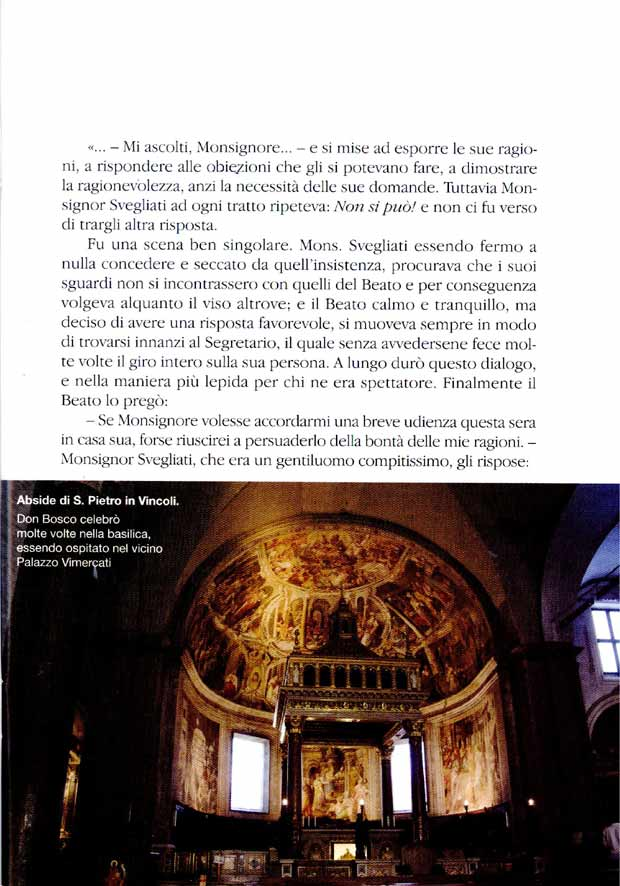 «... – Mi ascolti, Monsignore... – e si mise ad esporre le sue ragio-
ni, a rispondere alle obiezioni che gli si potevano fare, a dimostrare
la ragionevolezza, anzi la necessità delle sue domande. Tuttavia Mon-
signor Svegliati ad ogni tratto ripeteva: Non si può! e non ci fu verso
di trargli altra risposta.
Fu una scena ben singolare. Mons. Svegliati essendo fermo a
nulla concedere e seccato da quell'insistenza, procurava che i suoi
sguardi non si incontrassero con quelli del Beato e per conseguenza
volgeva alquanto il viso altrove; e il Beato calmo e tranquillo, ma
deciso di avere una risposta favorevole, si muoveva sempre in modo
di trovarsi innanzi al Segretario, il quale senza avvedersene fece mol-
te volte il giro intero sulla sua persona. A lungo durò questo dialogo,
e nella maniera più lepida per chi ne era spettatore. Finalmente il
Beato lo pregò:
– Se Monsignore volesse accordarmi una breve udienza questa sera
in casa sua, forse riuscirei a persuaderlo della bontà delle mie ragioni. –
Monsignor Svegliati, che era un gentiluomo compitissimo, gli rispose:
Abside di S. Pietro in Vincoli.
Don Bosco celebrò
molte volte nella basilica,
essendo ospitato nel vicino
Palazzo Vimercati